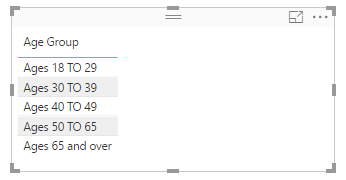 Age Group
Ages 18 TO 29
Ages 30 TO 39
Ages 40 TO 49
Ages 50 TO 65
Ages 65 and over